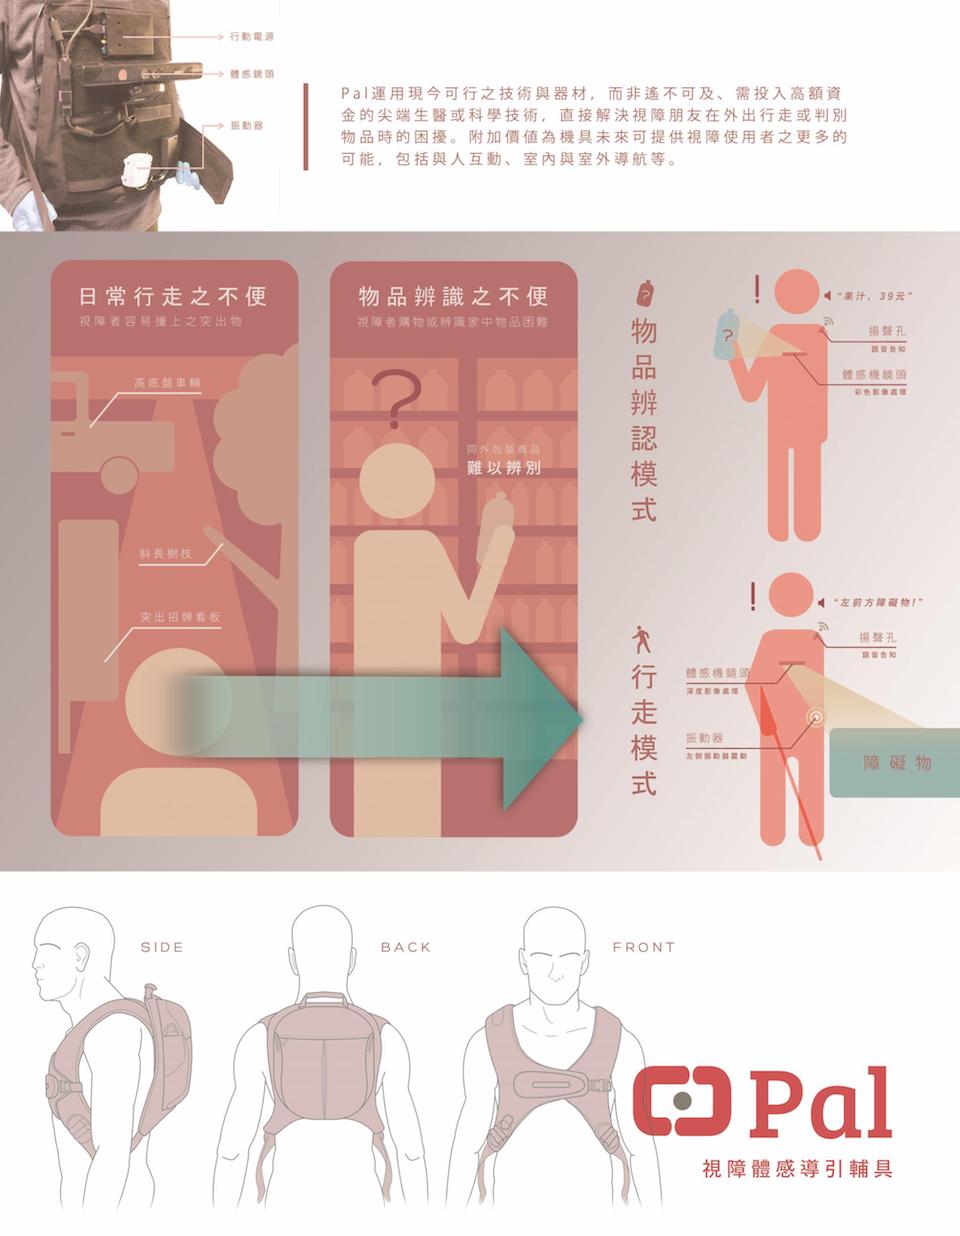 行動電源
體感鏡頭
振動器
Pal運用現今可行之技術與器材，而非遙不可及、需投入高額資
金的尖端生醫或科學技術，直接解決視障朋友在外出行走或判別
物品時的困擾。附加價值為機具未來可提供視障使用者之更多的
可能，包括與人互動、室內與室外導航等。
日常行走之不便
視障者容易撞上之突出物
高底盤車輛
斜長樹枝
突出招牌看板
物品辨識之不便
視障者購物或辨識家中物品困難
?
同外包裝商品
難以辨別
?
物品辨認模式
!
"果汁，39元"
?
揚聲孔
語音告知
體感機鏡頭
彩色影像處理
行走模式
!
"左前方障礙物!"
揚聲孔
語音告知
體感機鏡頭
深度影像處理
振動器
左側振動器震動
障礙物
SIDE
BACK
FRONT
Pal
視障體感導引輔具